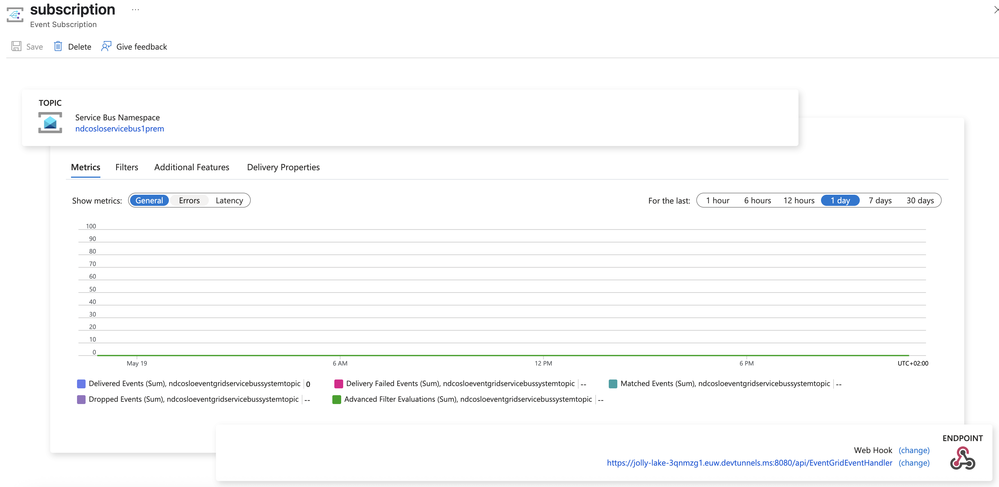 subscription ...
Event Subscription
Save Delete Give feedback
TOPIC
Service Bus Namespace
ndcosloservicebus1prem
Metrics Filters Additional Features Delivery Properties
Show metrics: General Errors Latency For the last: 1 hour 6 hours 12 hours 1 day 7 days 30 days
100
90
80
70
60
50
40
30
20
10
0
May 19 6 AM 12 PM 6 PM UTC+02:00
Delivered Events (Sum), ndcosloeventgridservicebussystemtopic 0 Delivery Failed Events (Sum), ndcosloeventgridservicebussystemtopic -- Matched Events (Sum), ndcosloeventgridservicebussystemtopic --
Dropped Events (Sum), ndcosloeventgridservicebussystemtopic -- Advanced Filter Evaluations (Sum), ndcosloeventgridservicebussystemtopic --
ENDPOINT
Web Hook (change)
https://jolly-lake-3qnmzg1.euw.devtunnels.ms:8080/api/EventGridEventHandler (change)